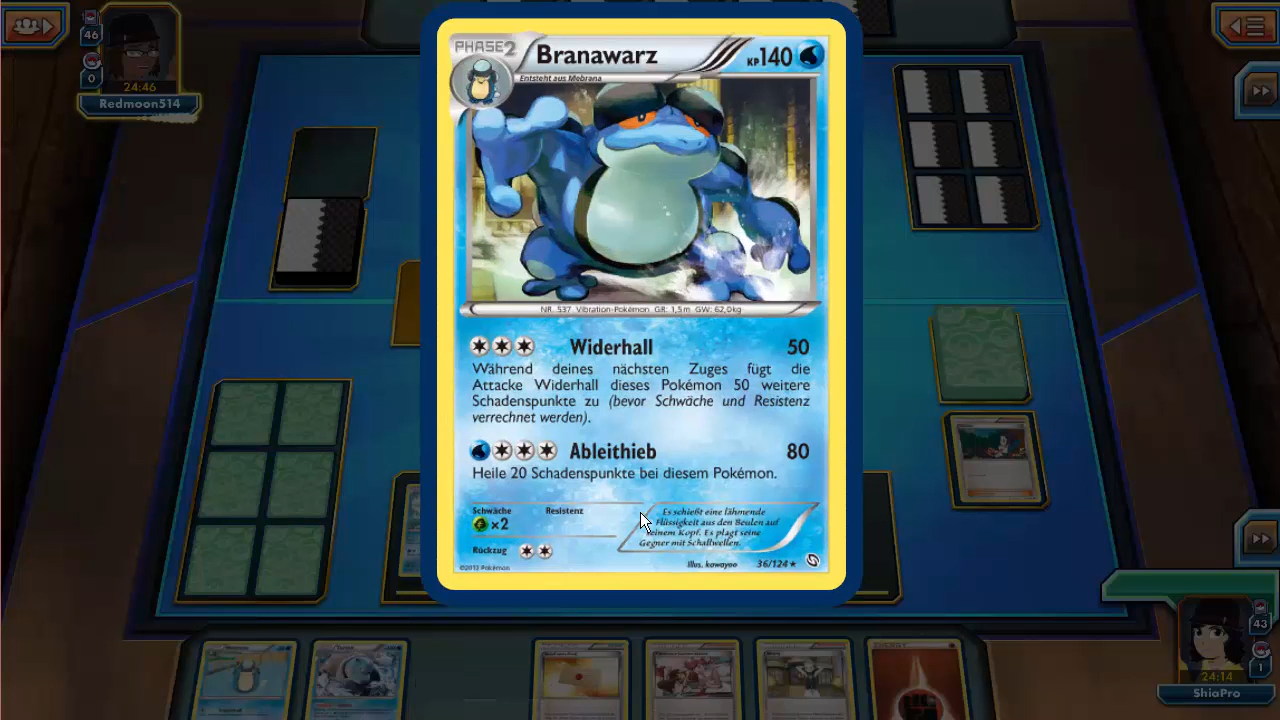 46
0
24:46
Redmoon514
PHASE 2
Branawarz
KP140
Entsteht aus Mebrana
NR. 537 Vibration-Pokémon GR: 1,5m GW: 62,0kg
Widerhall 50
Während deines nächsten Zuges fügt die
Attacke Widerhall dieses Pokémon 50 weitere
Schadenspunkte zu (bevor Schwäche und Resistenz
verrechnet werden).
Ableithieb 80
Heile 20 Schadenspunkte bei diesem Pokémon.
Schwäche
×2
Resistenz
Rückzug
Es schießt eine lähmende
Flüssigkeit aus den Beulen auf
seinem Kopf. Es plagt seine
Gegner mit Schallwellen.
©2012 Pokémon
Illus. kawayoo
36/124
43
1
24:14
ShiaPro